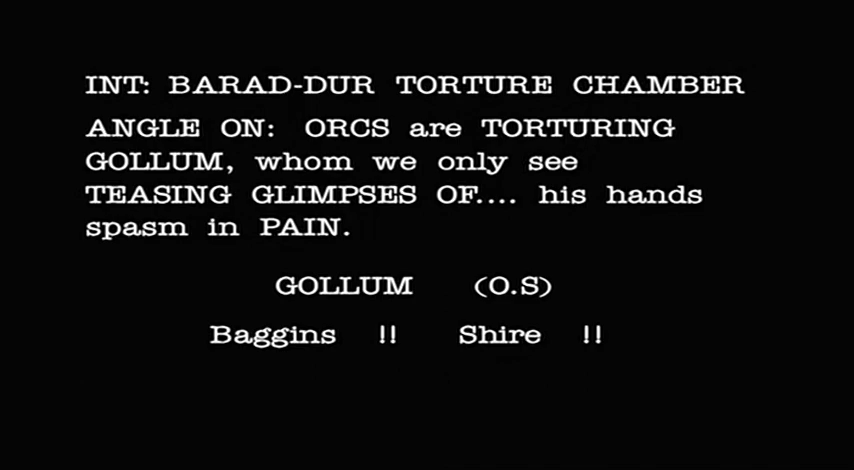 INT: BARAD-DUR TORTURE CHAMBER
ANGLE ON: ORCS are TORTURING
GOLLUM, whom we only see
TEASING GLIMPSES OF.... his hands
spasm in PAIN.
GOLLUM (O.S)
Baggins !! Shire !!